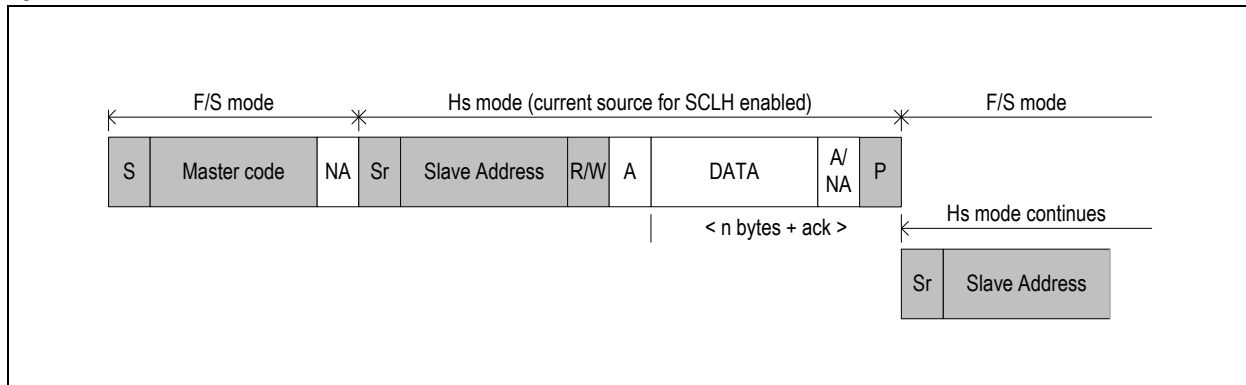 F/S mode
Hs mode (current source for SCLH enabled)
F/S mode
S
Master code
NA
Sr
Slave Address
R/W
A
DATA
A/
NA
P
< n bytes + ack >
Hs mode continues
Sr
Slave Address